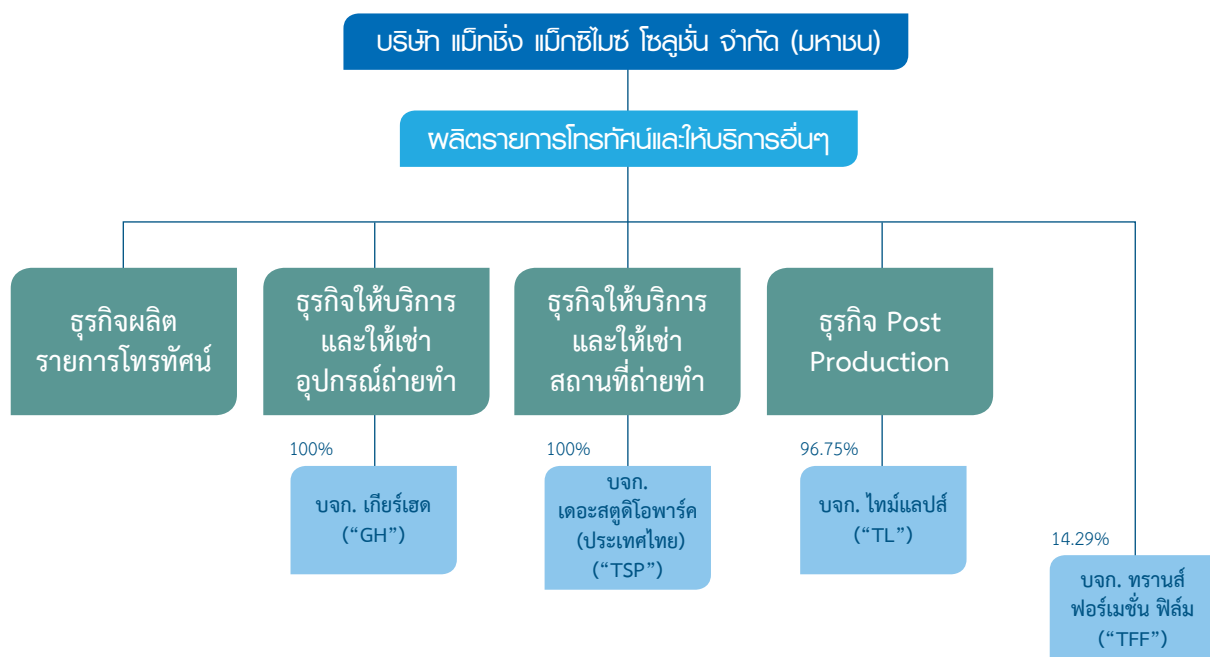 บริษัท แม็ทชิ่ง แม็กซิไมซ์ โซลูชั่น จำกัด (มหาชน)
ผลิตรายการโทรทัศน์และให้บริการอื่นๆ
ธุรกิจผลิต
รายการโทรทัศน์
ธุรกิจให้บริการ
และให้เช่า
อุปกรณ์ถ่ายทำ
ธุรกิจให้บริการ
และให้เช่า
สถานที่ถ่ายทำ
ธุรกิจ Post
Production
100%
บจก. เกียร์เฮด
(“GH”)
100%
บจก.
เดอะสตูดิโอพาร์ค
(ประเทศไทย)
(“TSP”)
96.75%
บจก. ไทม์แลปส์
(“TL”)
14.29%
บจก. ทรานส์
ฟอร์เมชั่น ฟิล์ม
(“TFF”)